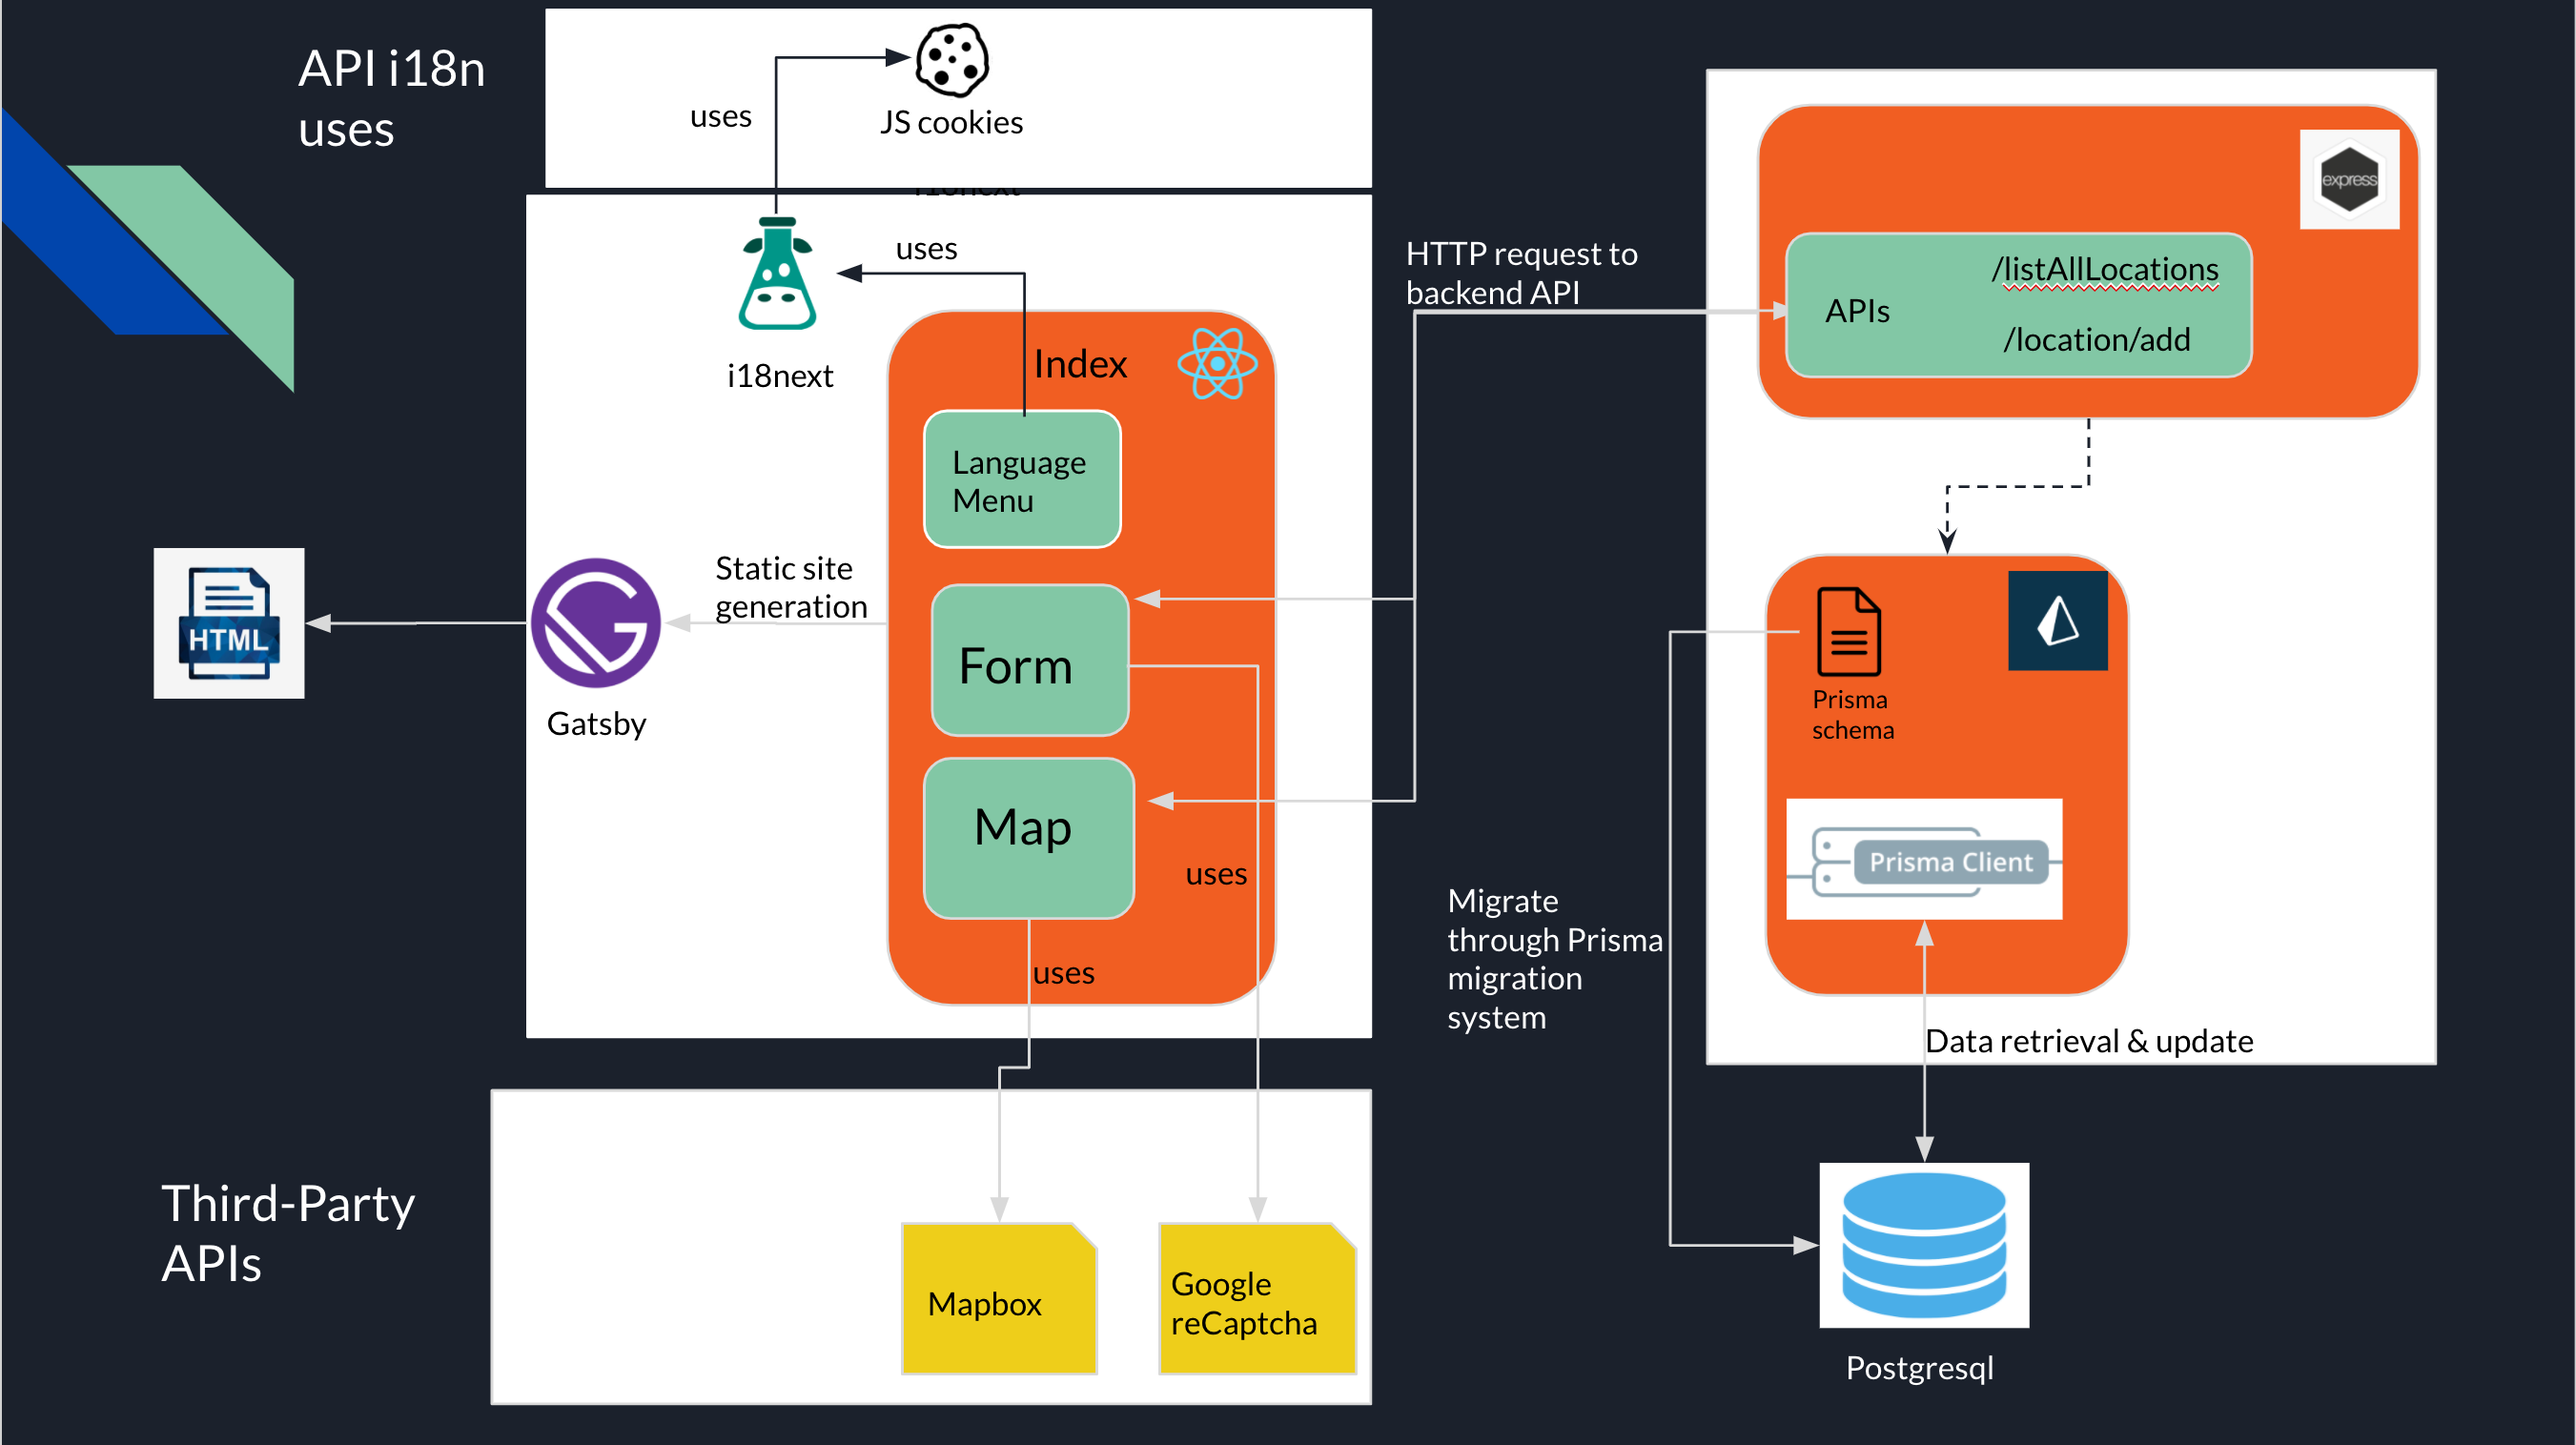 API i18n
uses
uses
JS cookies
i18next
uses
i18next
Index
Language
Menu
Static site
generation
HTML
Gatsby
Form
Map
uses
uses
Third-Party
APIs
Mapbox
Google
reCaptcha
HTTP request to
backend API
express
APIs
/listAllLocations
/location/add
Prisma
schema
Prisma Client
Migrate
through Prisma
migration
system
Data retrieval & update
Postgresql